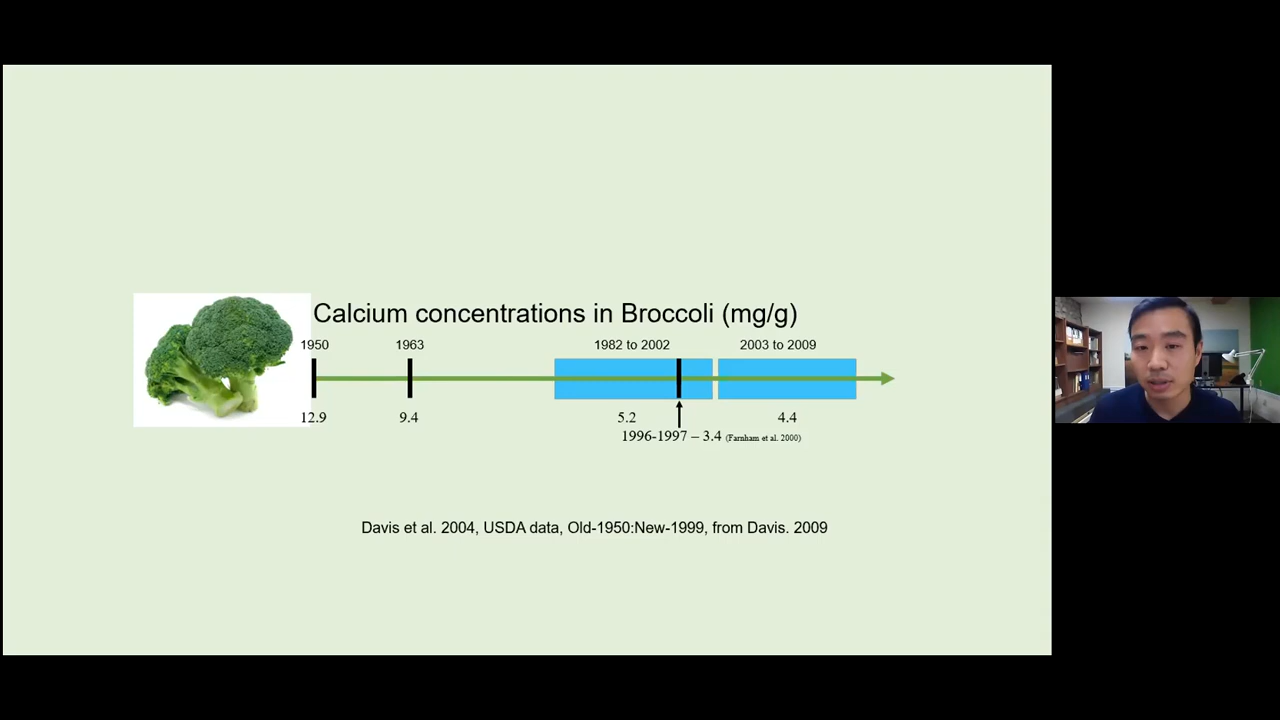 Calcium concentrations in Broccoli (mg/g)
1950 1963 1982 to 2002 2003 to 2009
12.9 9.4 5.2 4.4
1996-1997 – 3.4 (Farnham et al. 2000)
Davis et al. 2004, USDA data, Old-1950:New-1999, from Davis. 2009